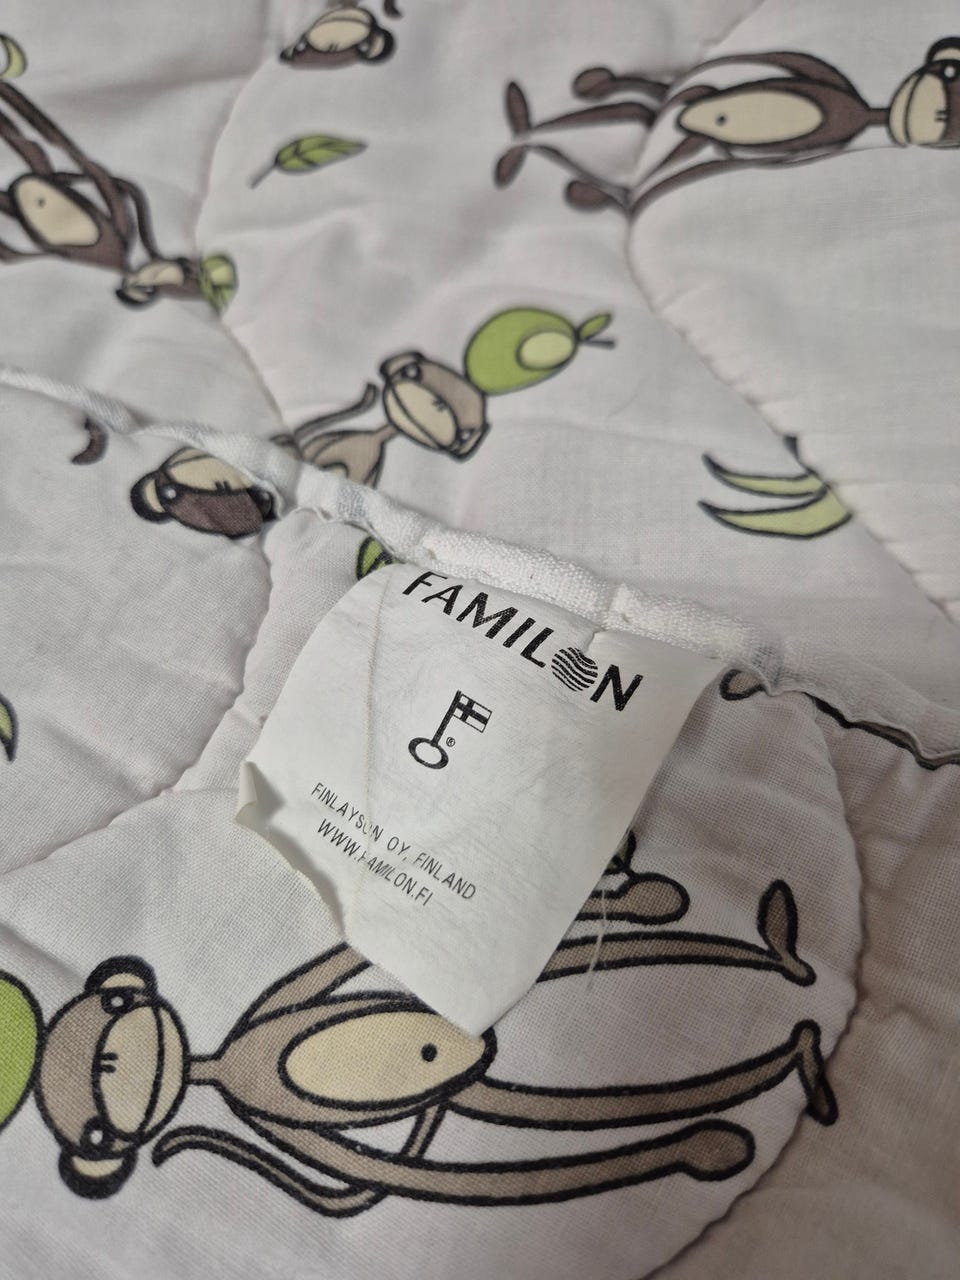 FAMILON
®
FINLAYSON OY, FINLAND
WWW.FAMILON.FI